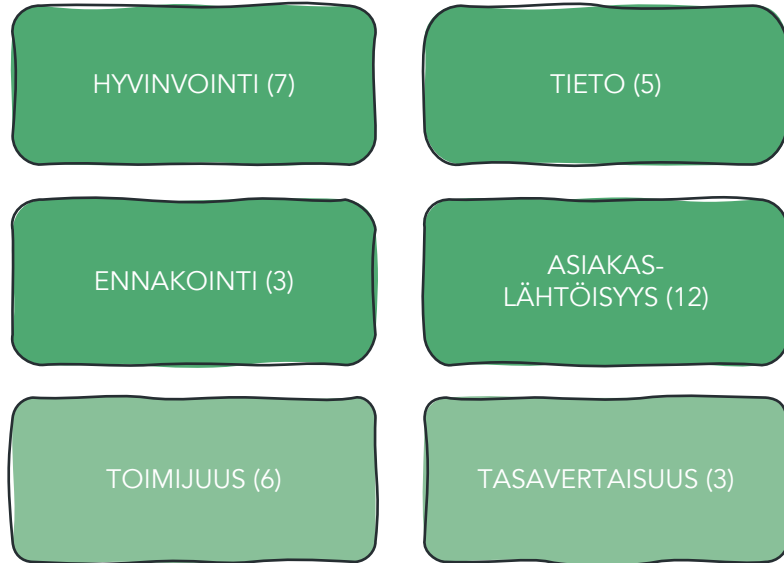 HYVINVOINTI (7)
TIETO (5)
ENNAKOINTI (3)
ASIAKAS-
LÄHTÖISYYS (12)
TOIMIJUUS (6)
TASAVERTAISUUS (3)